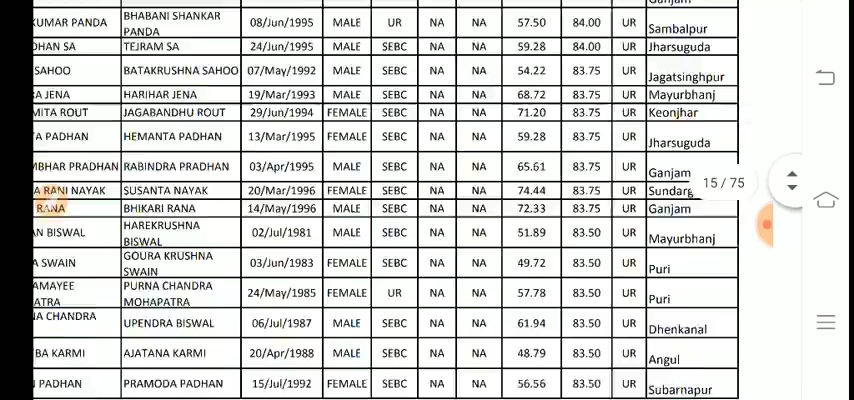 Ganjam
KUMAR PANDA BHABANI SHANKAR PANDA 08/Jun/1995 MALE UR NA NA 57.50 84.00 UR Sambalpur
DHAN SA TEJRAM SA 24/Jun/1995 MALE SEBC NA NA 59.28 84.00 UR Jharsuguda
SAHOO BATAKRUSHNA SAHOO 07/May/1992 MALE SEBC NA NA 54.22 83.75 UR Jagatsinghpur
A JENA HARIHAR JENA 19/Mar/1993 MALE SEBC NA NA 68.72 83.75 UR Mayurbhanj
MITA ROUT JAGABANDHU ROUT 29/Jun/1994 FEMALE SEBC NA NA 71.20 83.75 UR Keonjhar
TA PADHAN HEMANTA PADHAN 13/Mar/1995 FEMALE SEBC NA NA 59.28 83.75 UR Jharsuguda
MBHAR PRADHAN RABINDRA PRADHAN 03/Apr/1995 MALE SEBC NA NA 65.61 83.75 UR Ganjam
A RANI NAYAK SUSANTA NAYAK 20/Mar/1996 FEMALE SEBC NA NA 74.44 83.75 UR Sundarg
15 / 75
RANA BHIKARI RANA 14/May/1996 MALE SEBC NA NA 72.33 83.75 UR Ganjam
AN BISWAL HAREKRUSHNA BISWAL 02/Jul/1981 MALE SEBC NA NA 51.89 83.50 UR Mayurbhanj
A SWAIN GOURA KRUSHNA SWAIN 03/Jun/1983 FEMALE SEBC NA NA 49.72 83.50 UR Puri
AMAYEE ATRA PURNA CHANDRA MOHAPATRA 24/May/1985 FEMALE UR NA NA 57.78 83.50 UR Puri
NA CHANDRA UPENDRA BISWAL 06/Jul/1987 MALE SEBC NA NA 61.94 83.50 UR Dhenkanal
BA KARMI AJATANA KARMI 20/Apr/1988 MALE SEBC NA NA 48.79 83.50 UR Angul
PADHAN PRAMODA PADHAN 15/Jul/1992 FEMALE SEBC NA NA 56.56 83.50 UR Subarnapur